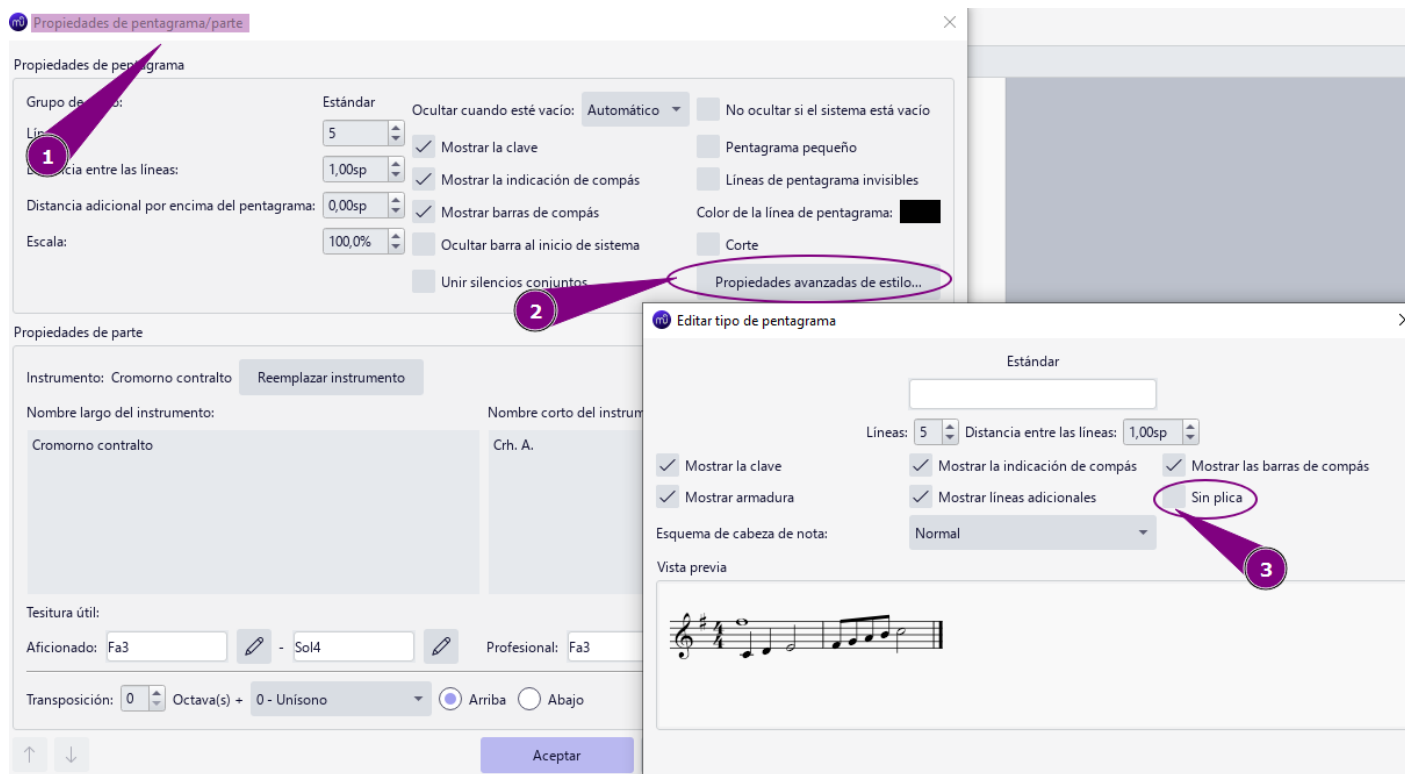 Propiedades de pentagrama/parte
Propiedades de pentagrama
Grupo de
Estándar
5
1
cia entre las líneas:
1,00sp
Distancia adicional por encima del pentagrama:
0,00sp
Escala:
100,0%
Ocultar cuando esté vacío:
Automático
Mostrar la clave
Mostrar la indicación de compás
Mostrar barras de compás
Ocultar barra al inicio de sistema
Unir silencios conjuntos
No ocultar si el sistema está vacío
Pentagrama pequeño
Líneas de pentagrama invisibles
Color de la línea de pentagrama:
Corte
Propiedades avanzadas de estilo...
2
Propiedades de parte
Instrumento: Cromorno contralto
Reemplazar instrumento
Nombre largo del instrumento:
Cromorno contralto
Nombre corto del instrum
Crh. A.
Tesitura útil:
Aficionado:
Fa3
-
Sol4
Profesional:
Fa3
Transposición:
0
Octava(s) +
0 - Unísono
Arriba
Abajo
Aceptar
Editar tipo de pentagrama
Estándar
Líneas:
5
Distancia entre las líneas:
1,00sp
Mostrar la clave
Mostrar la indicación de compás
Mostrar las barras de compás
Mostrar armadura
Mostrar líneas adicionales
Sin plica
Esquema de cabeza de nota:
Normal
3
Vista previa
4
4